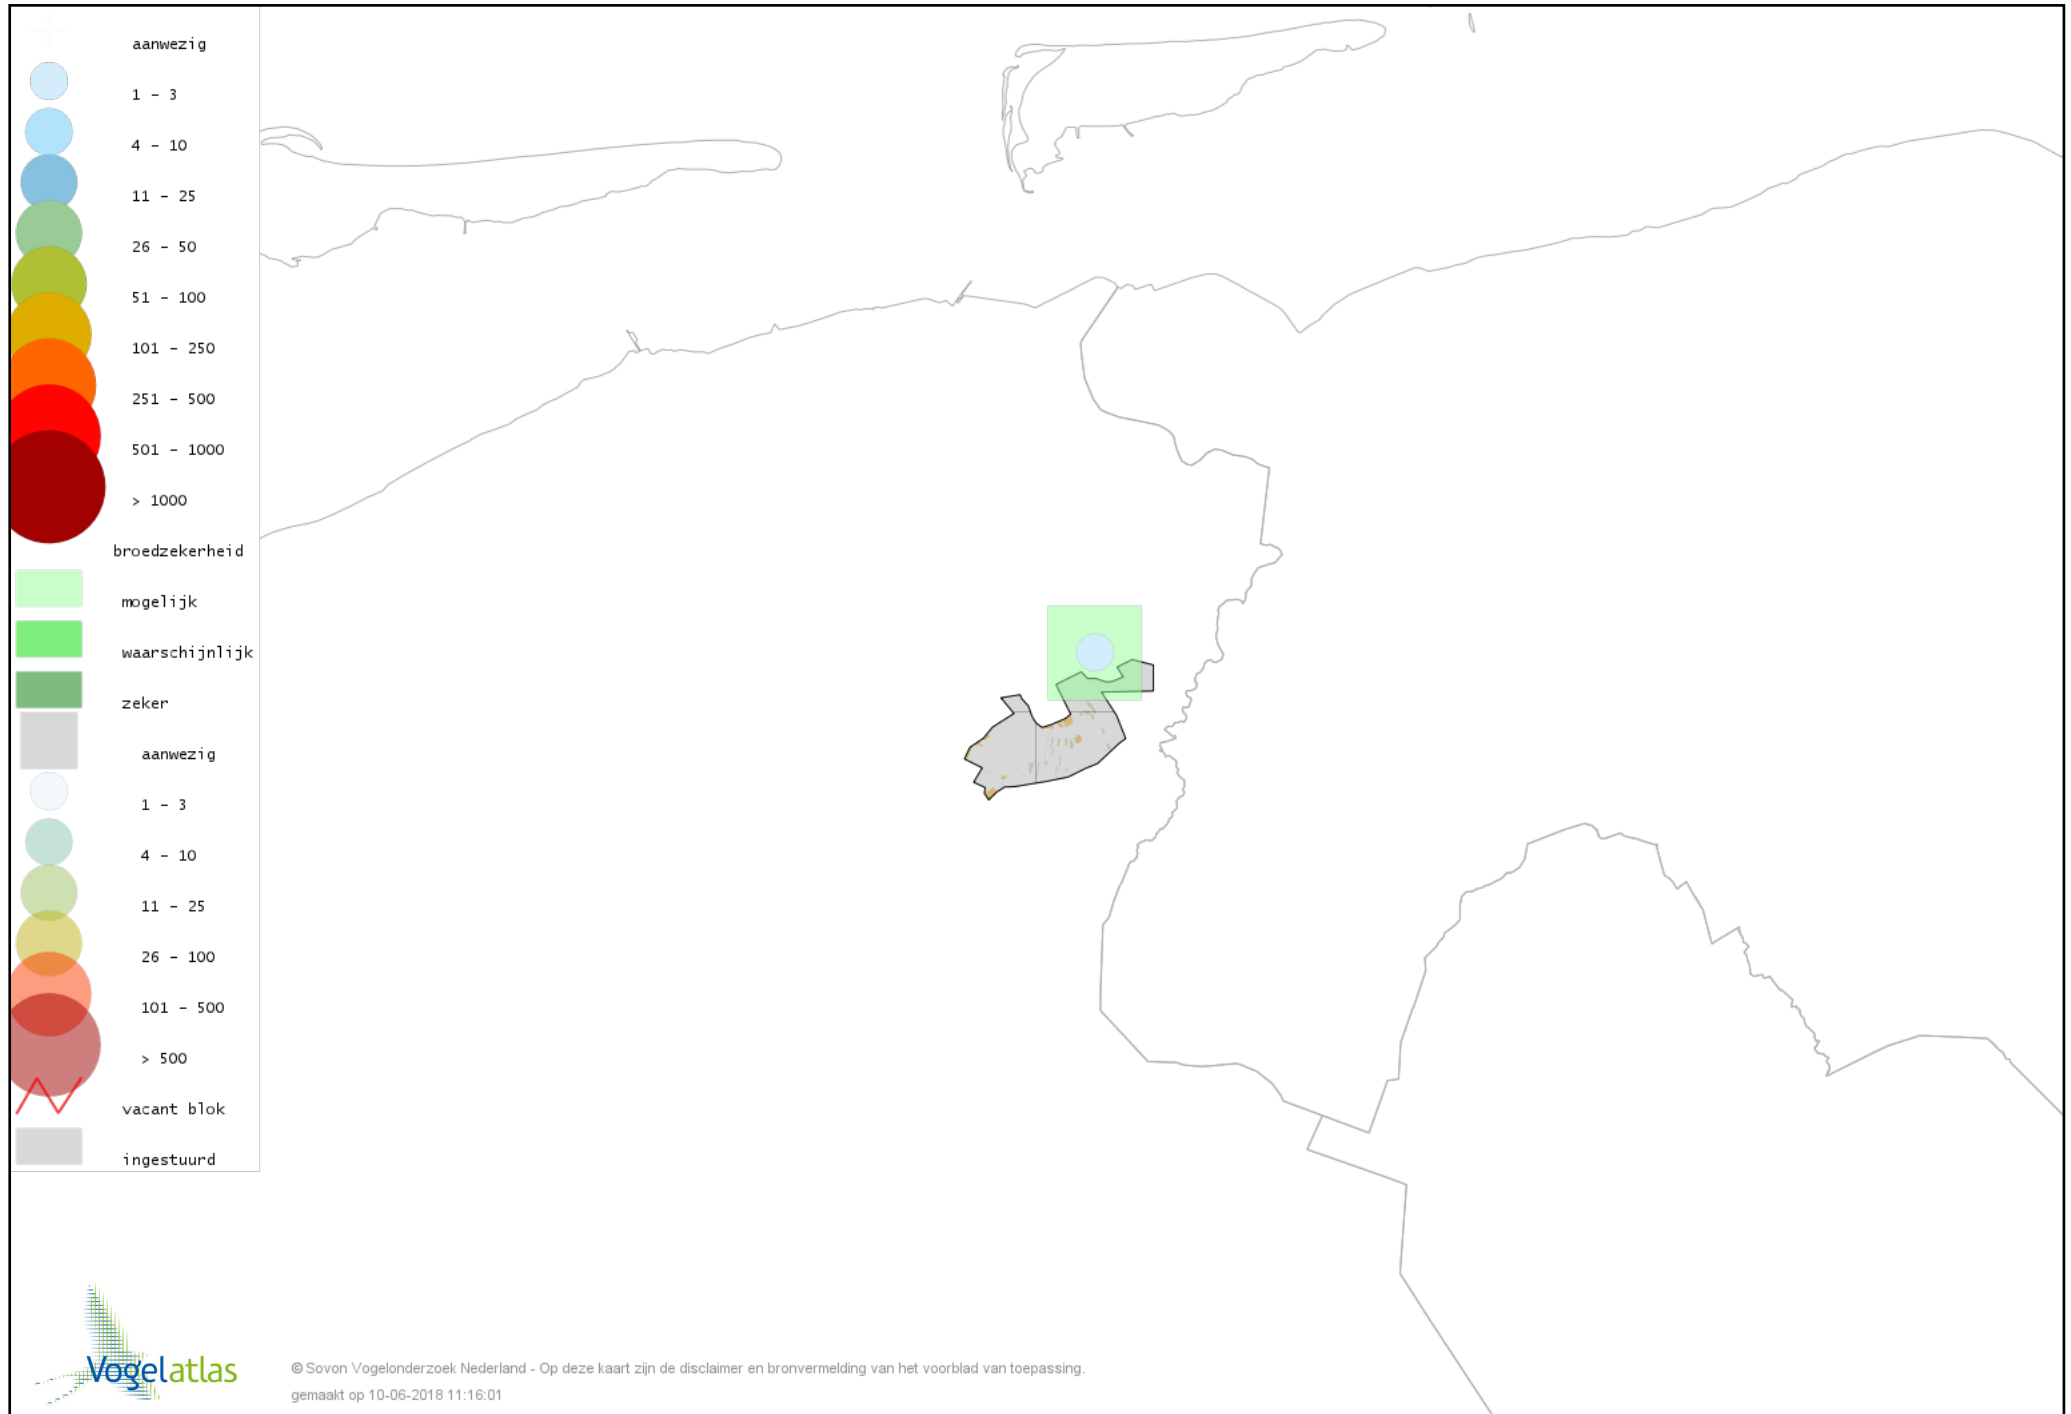 aanwezig
1 – 3
4 – 10
11 – 25
26 – 50
51 – 100
101 – 250
251 – 500
501 – 1000
> 1000
broedzekerheid
mogelijk
waarschijnlijk
zeker
aanwezig
1 – 3
4 – 10
11 – 25
26 – 100
101 – 500
> 500
vacant blok
ingestuurd
Vogelatlas
© Sovon Vogelonderzoek Nederland - Op deze kaart zijn de disclaimer en bronvermelding van het voorblad van toepassing.
gemaakt op 10-06-2018 11:16:01